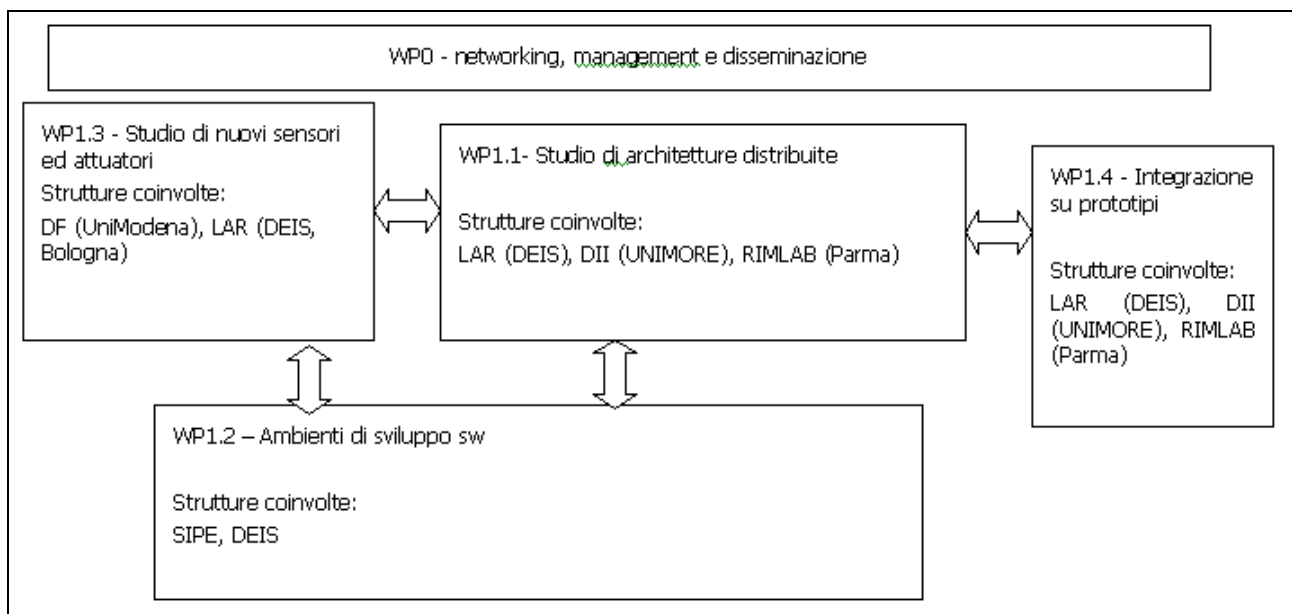 WP0 - networking, management e disseminazione
WP1.3 - Studio di nuovi sensori
ed attuatori
Strutture coinvolte:
DF (UniModena), LAR (DEIS,
Bologna)
WP1.1- Studio di architetture distribuite
Strutture coinvolte:
LAR (DEIS), DII (UNIMORE), RIMLAB (Parma)
WP1.4 - Integrazione
su prototipi
Strutture coinvolte:
LAR (DEIS), DII
(UNIMORE), RIMLAB
(Parma)
WP1.2 – Ambienti di sviluppo sw
Strutture coinvolte:
SIPE, DEIS